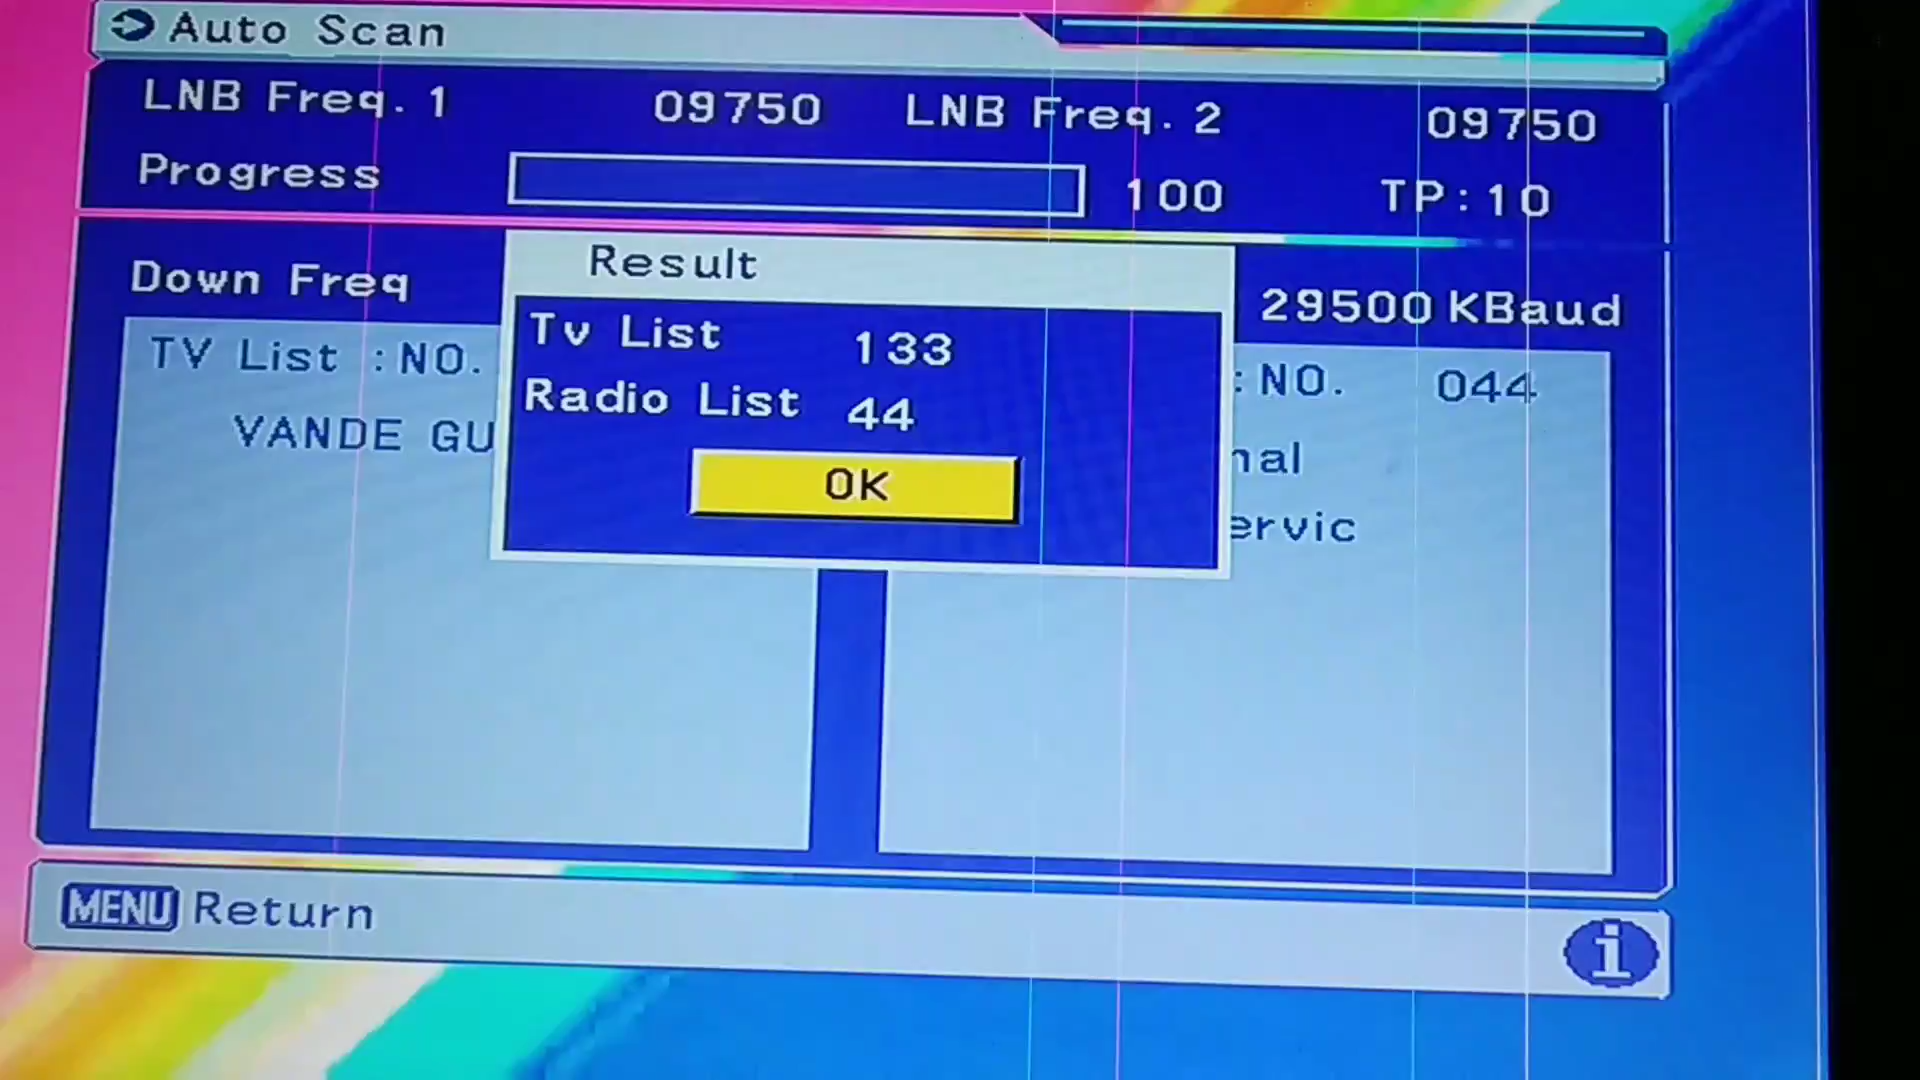 Auto Scan
LNB Freq. 1 09750 LNB Freq. 2 09750
Progress 100 TP:10
Down Freq 29500 KBaud
Result
Tv List 133
Radio List 44
OK
TV List :NO. :NO. 044
VANDE GU
nal
ervic
MENU Return
i